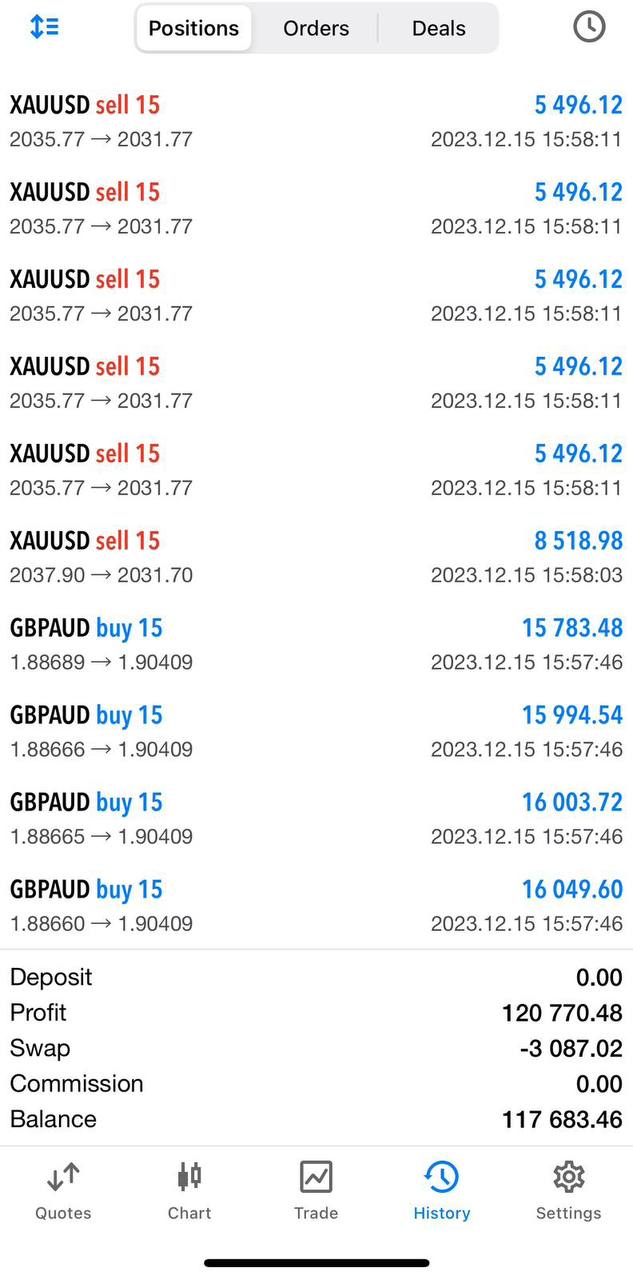 Positions Orders Deals
XAUUSD sell 15 5 496.12
2035.77 → 2031.77 2023.12.15 15:58:11
XAUUSD sell 15 5 496.12
2035.77 → 2031.77 2023.12.15 15:58:11
XAUUSD sell 15 5 496.12
2035.77 → 2031.77 2023.12.15 15:58:11
XAUUSD sell 15 5 496.12
2035.77 → 2031.77 2023.12.15 15:58:11
XAUUSD sell 15 5 496.12
2035.77 → 2031.77 2023.12.15 15:58:11
XAUUSD sell 15 8 518.98
2037.90 → 2031.70 2023.12.15 15:58:03
GBPAUD buy 15 15 783.48
1.88689 → 1.90409 2023.12.15 15:57:46
GBPAUD buy 15 15 994.54
1.88666 → 1.90409 2023.12.15 15:57:46
GBPAUD buy 15 16 003.72
1.88665 → 1.90409 2023.12.15 15:57:46
GBPAUD buy 15 16 049.60
1.88660 → 1.90409 2023.12.15 15:57:46
Deposit 0.00
Profit 120 770.48
Swap -3 087.02
Commission 0.00
Balance 117 683.46
Quotes Chart Trade History Settings